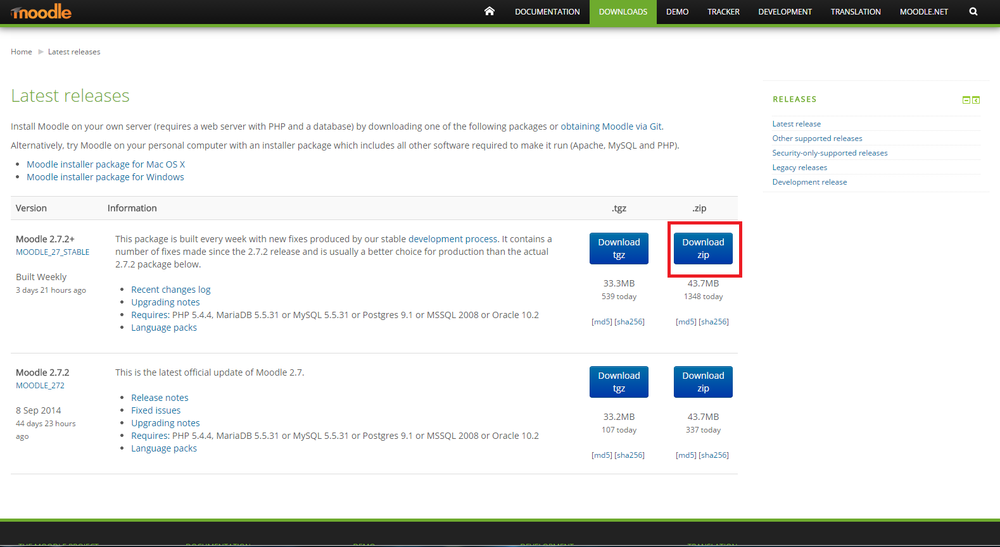 moodle
DOCUMENTATION DOWNLOADS DEMO TRACKER DEVELOPMENT TRANSLATION MOODLE.NET
Home Latest releases
Latest releases
Install Moodle on your own server (requires a web server with PHP and a database) by downloading one of the following packages or obtaining Moodle via Git.
Alternatively, try Moodle on your personal computer with an installer package which includes all other software required to make it run (Apache, MySQL and PHP).
• Moodle installer package for Mac OS X
• Moodle installer package for Windows
Version Information .tgz .zip
Moodle 2.7.2+
MOODLE_27_STABLE
Built Weekly
3 days 21 hours ago
This package is built every week with new fixes produced by our stable development process. It contains a
number of fixes made since the 2.7.2 release and is usually a better choice for production than the actual
2.7.2 package below.
• Recent changes log
• Upgrading notes
• Requires: PHP 5.4.4, MariaDB 5.5.31 or MySQL 5.5.31 or Postgres 9.1 or MSSQL 2008 or Oracle 10.2
• Language packs
Download
tgz
33.3MB
539 today
[md5] [sha256]
Download
zip
43.7MB
1348 today
[md5] [sha256]
Moodle 2.7.2
MOODLE_272
8 Sep 2014
44 days 23 hours
ago
This is the latest official update of Moodle 2.7.
• Release notes
• Fixed issues
• Upgrading notes
• Requires: PHP 5.4.4, MariaDB 5.5.31 or MySQL 5.5.31 or Postgres 9.1 or MSSQL 2008 or Oracle 10.2
• Language packs
Download
tgz
33.2MB
107 today
[md5] [sha256]
Download
zip
43.7MB
337 today
[md5] [sha256]
RELEASES
Latest release
Other supported releases
Security-only-supported releases
Legacy releases
Development release
THE MOODLE PROJECT DOCUMENTATION DEMO DEVELOPMENT TRANSLATION